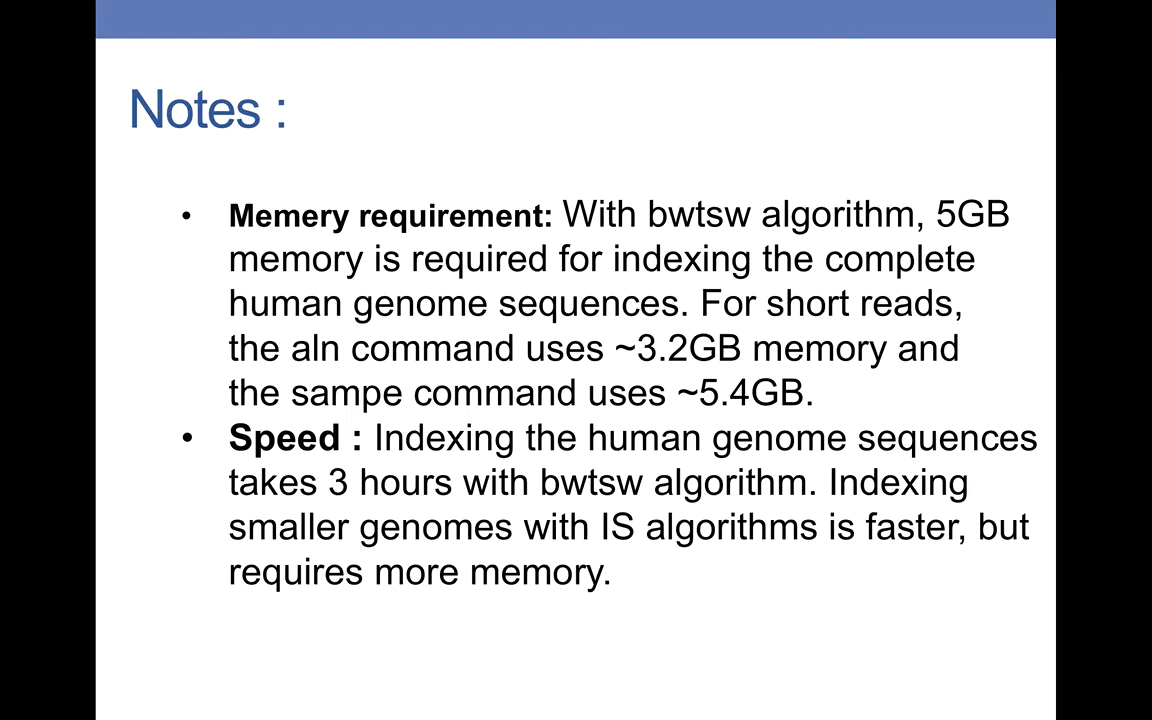 Notes :
• Memery requirement: With bwtsw algorithm, 5GB
memory is required for indexing the complete
human genome sequences. For short reads,
the aln command uses ~3.2GB memory and
the sampe command uses ~5.4GB.
• Speed : Indexing the human genome sequences
takes 3 hours with bwtsw algorithm. Indexing
smaller genomes with IS algorithms is faster, but
requires more memory.